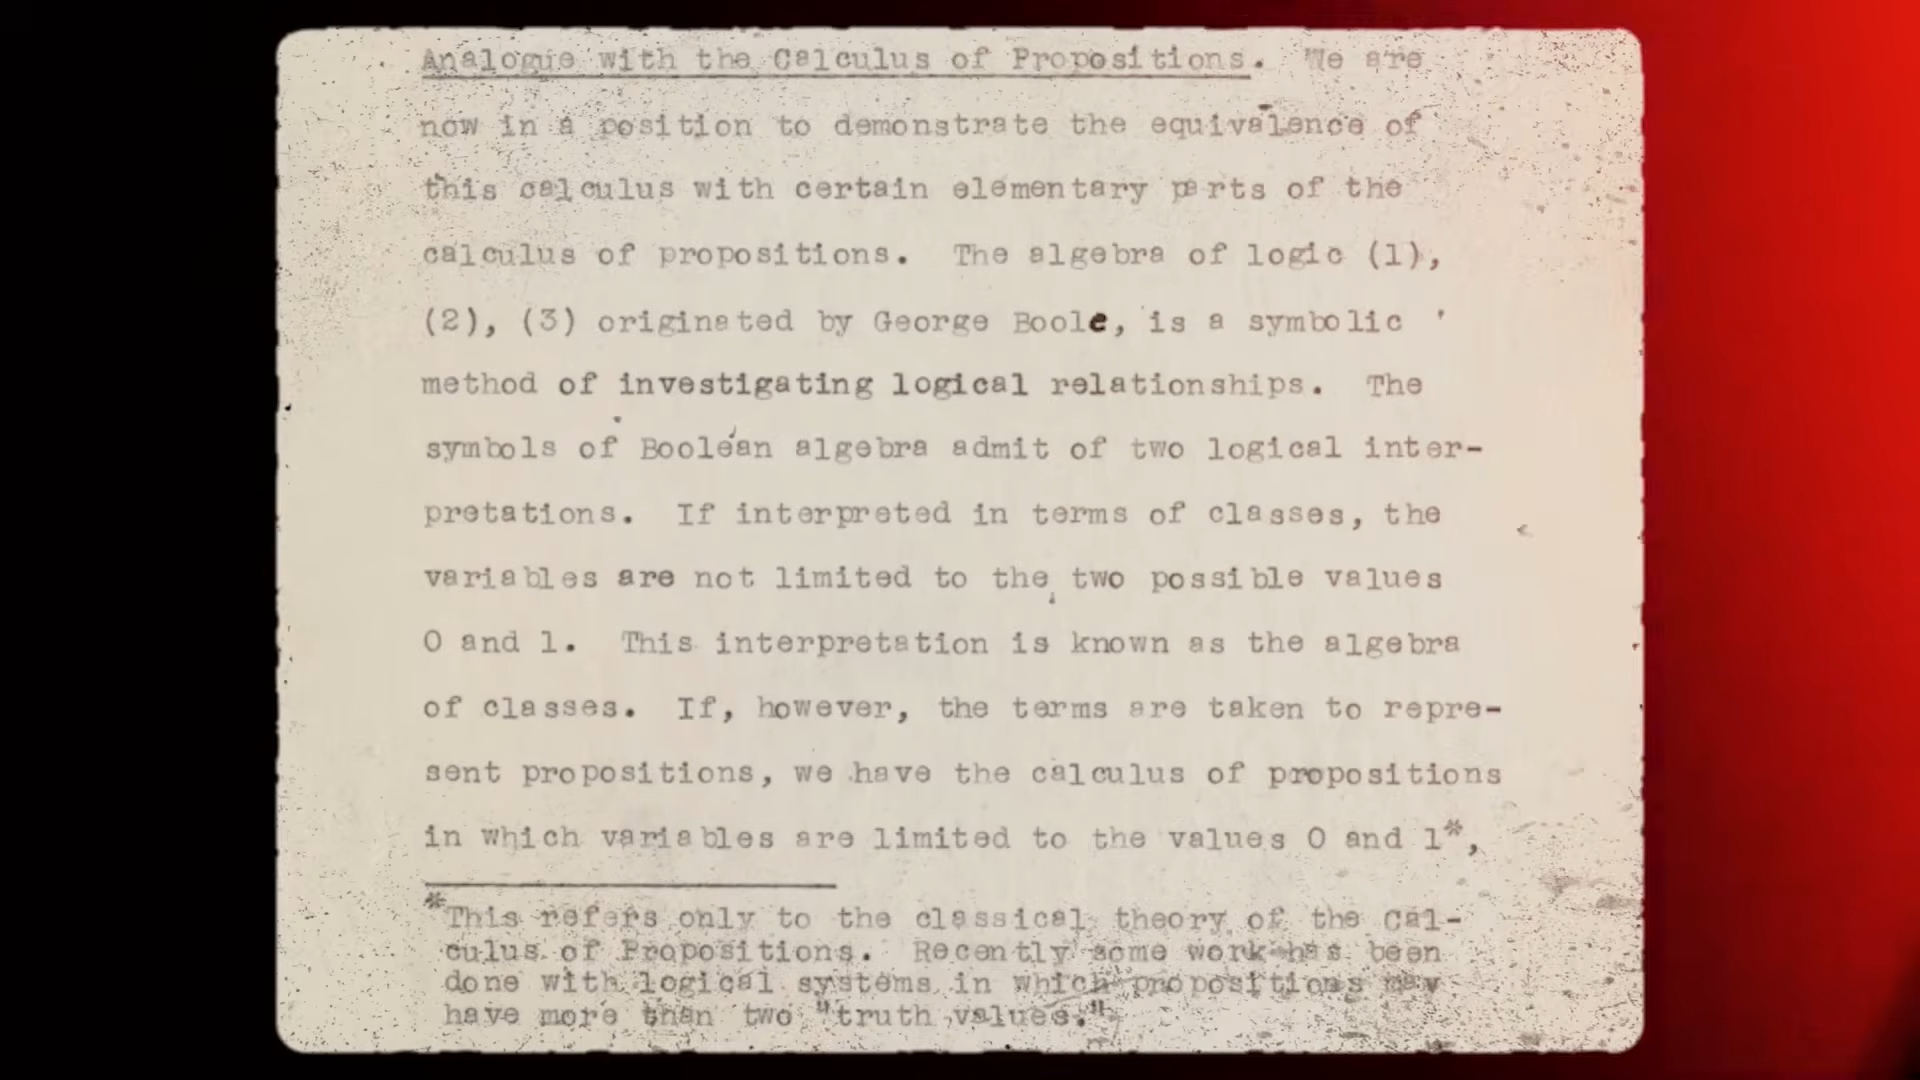 Analogue with the Calculus of Propositions. We are
now in a position to demonstrate the equivalence of
this calculus with certain elementary parts of the
calculus of propositions. The algebra of logic (1),
(2), (3) originated by George Boole, is a symbolic
method of investigating logical relationships. The
symbols of Boolean algebra admit of two logical inter-
pretations. If interpreted in terms of classes, the
variables are not limited to the two possible values
0 and 1. This interpretation is known as the algebra
of classes. If, however, the terms are taken to repre-
sent propositions, we have the calculus of propositions
in which variables are limited to the values 0 and 1*,
*This refers only to the classical theory of the Cal-
culus of Propositions. Recently some work has been
done with logical systems in which propositions may
have more than two "truth values."